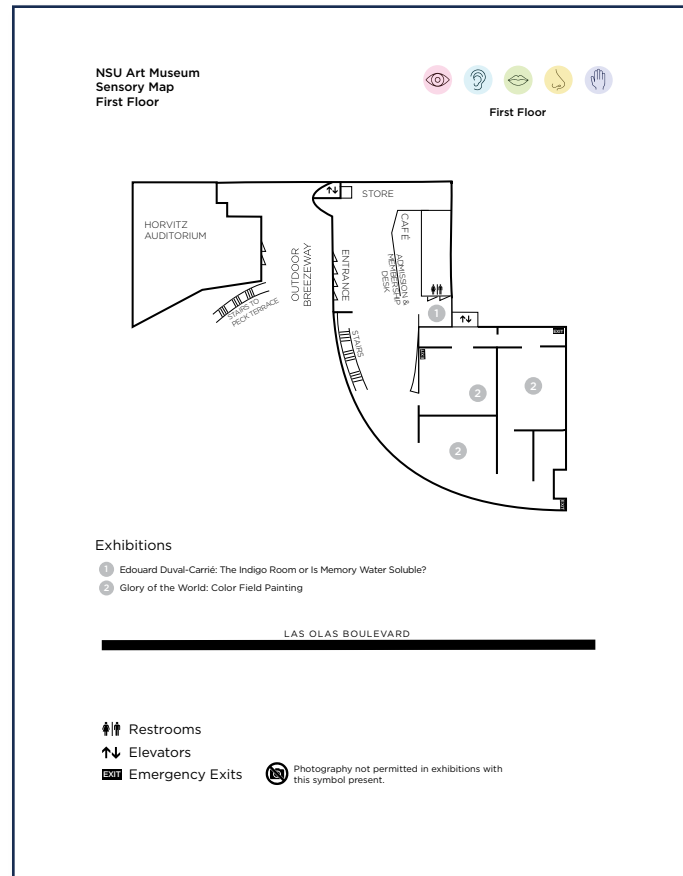 NSU Art Museum
Sensory Map
First Floor
First Floor
STORE
HORVITZ
AUDITORIUM
CAFÉ
OUTDOOR
BREEZEWAY
ENTRANCE
ADMISSION &
MEMBERSHIP
DESK
STAIRS TO
PECK TERRACE
1
STAIRS
EXIT
EXIT
2
2
2
EXIT
Exhibitions
1 Edouard Duval-Carrié: The Indigo Room or Is Memory Water Soluble?
2 Glory of the World: Color Field Painting
LAS OLAS BOULEVARD
Restrooms
Elevators
EXIT Emergency Exits
Photography not permitted in exhibitions with
this symbol present.